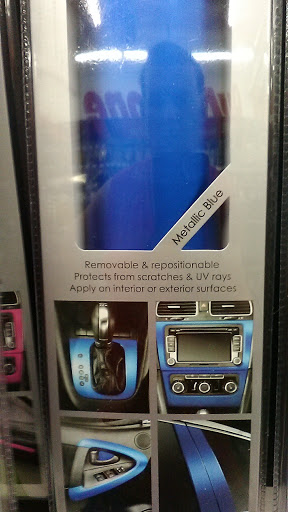 Metallic Blue
Removable & repositionable
Protects from scratches & UV rays
Apply on interior or exterior surfaces